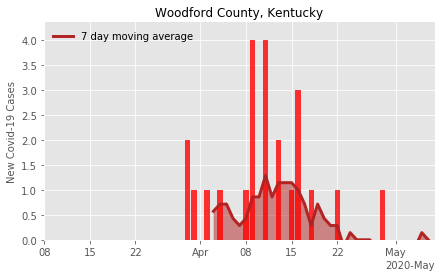 Woodford County, Kentucky
7 day moving average
New Covid-19 Cases
4.0
3.5
3.0
2.5
2.0
1.5
1.0
0.5
0.0
08 15 22 Apr 08 15 22 May
2020-May